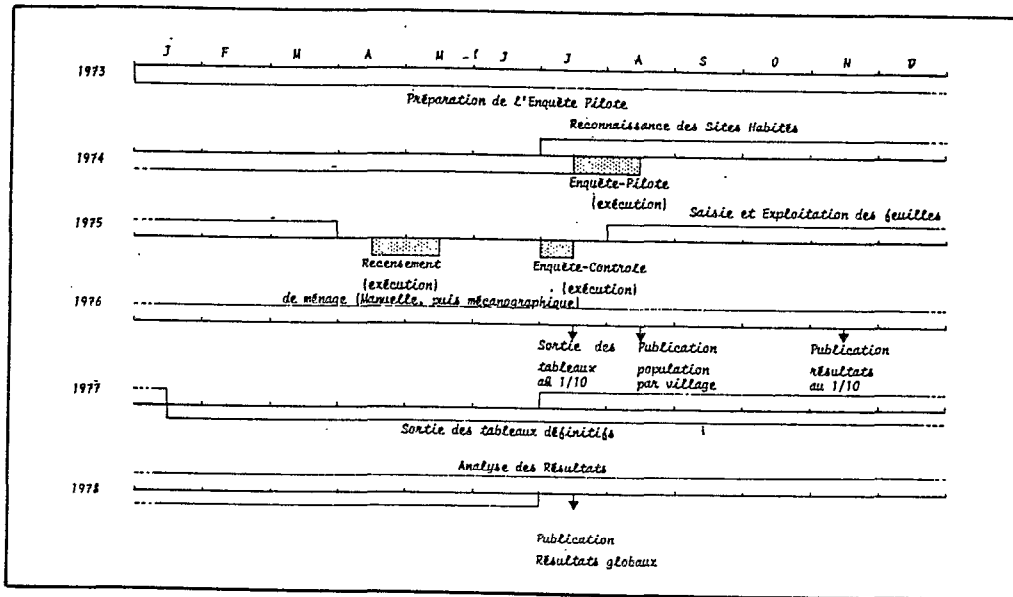 J F M A M J J A S O N D
1973
Préparation de l'Enquête Pilote
Reconnaissance des Sites Habités
1974
Enquête-Pilote
(exécution)
Saisie et Exploitation des feuilles
1975
Recensement
(exécution)
Enquête-Controle
(exécution)
de ménage (Manuelle, puis mécanographique)
1976
Sortie des
tableaux
au 1/10
Publication
population
par village
Publication
résultats
au 1/10
1977
Sortie des tableaux définitifs
Analyse des Résultats
1978
Publication
Résultats globaux